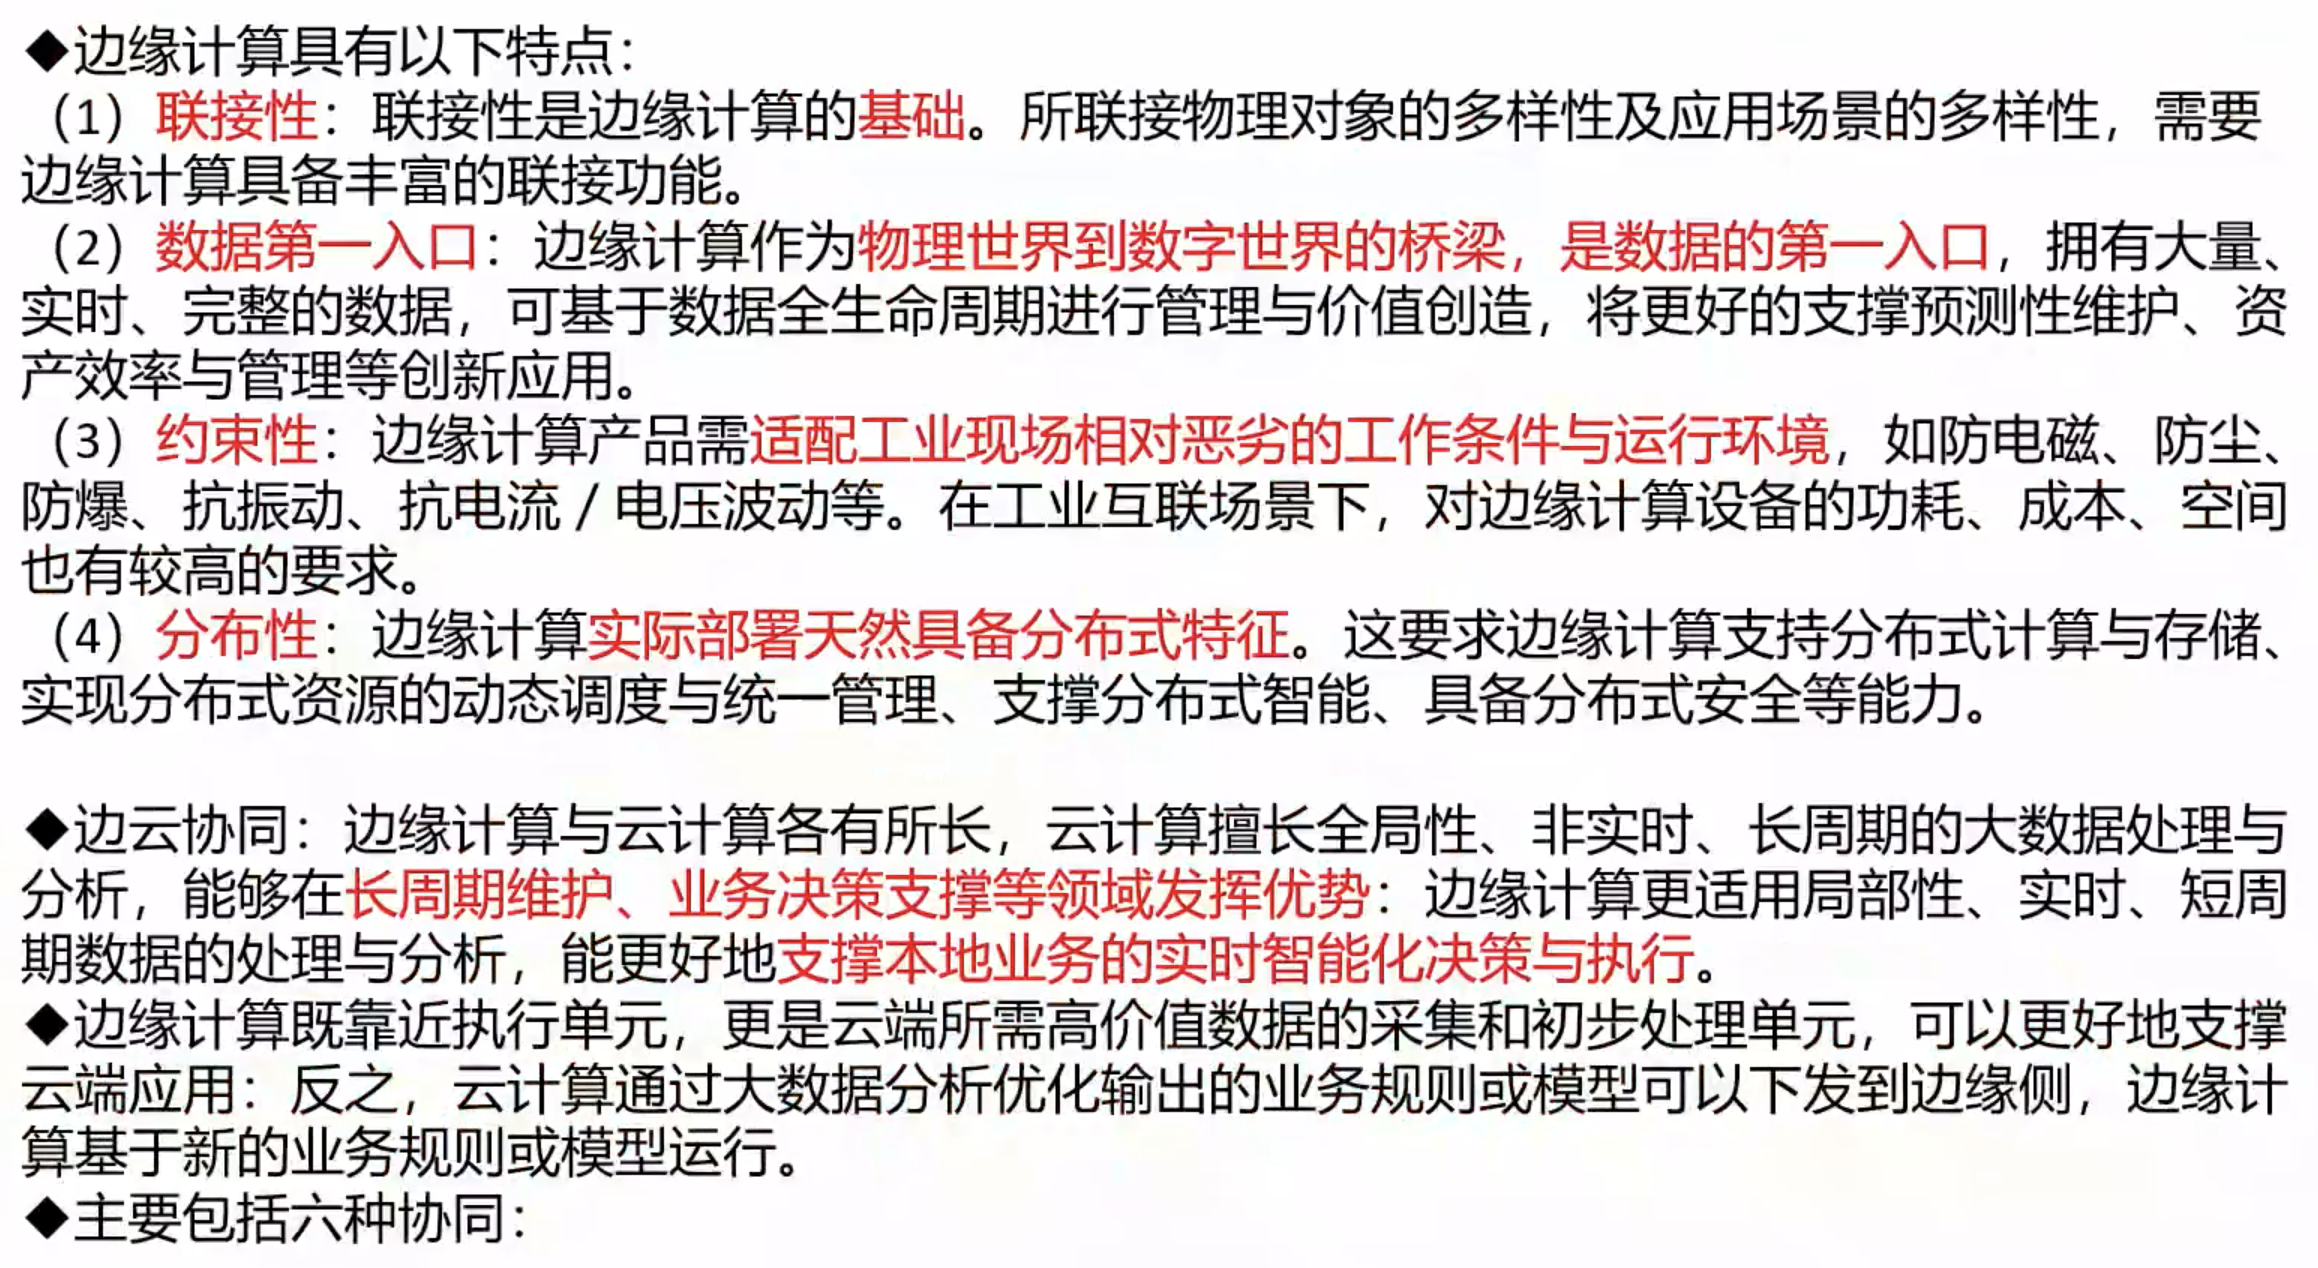 ◆边缘计算具有以下特点：
（1）联接性：联接性是边缘计算的基础。所联接物理对象的多样性及应用场景的多样性，需要
边缘计算具备丰富的联接功能。
（2）数据第一入口：边缘计算作为物理世界到数字世界的桥梁，是数据的第一入口，拥有大量、
实时、完整的数据，可基于数据全生命周期进行管理与价值创造，将更好的支撑预测性维护、资
产效率与管理等创新应用。
（3）约束性：边缘计算产品需适配工业现场相对恶劣的工作条件与运行环境，如防电磁、防尘、
防爆、抗振动、抗电流/电压波动等。在工业互联场景下，对边缘计算设备的功耗、成本、空间
也有较高的要求。
（4）分布性：边缘计算实际部署天然具备分布式特征。这要求边缘计算支持分布式计算与存储、
实现分布式资源的动态调度与统一管理、支撑分布式智能、具备分布式安全等能力。
◆边云协同：边缘计算与云计算各有所长，云计算擅长全局性、非实时、长周期的大数据处理与
分析，能够在长周期维护、业务决策支撑等领域发挥优势：边缘计算更适用局部性、实时、短周
期数据的处理与分析，能更好地支撑本地业务的实时智能化决策与执行。
◆边缘计算既靠近执行单元，更是云端所需高价值数据的采集和初步处理单元，可以更好地支撑
云端应用：反之，云计算通过大数据分析优化输出的业务规则或模型可以下发到边缘侧，边缘计
算基于新的业务规则或模型运行。
◆主要包括六种协同：